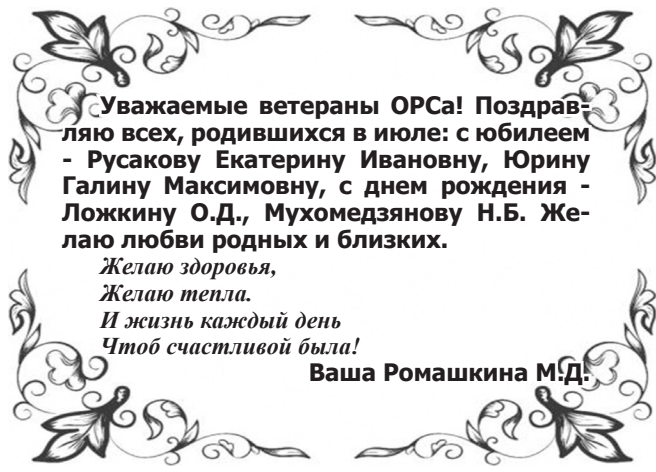 Уважаемые ветераны ОРСа! Поздрав-
ляю всех, родившихся в июле: с юбилеем
- Русакову Екатерину Ивановну, Юрину
Галину Максимовну, с днем рождения -
Ложкину О.Д., Мухомедзянову Н.Б. Же-
лаю любви родных и близких.
Желаю здоровья,
Желаю тепла.
И жизнь каждый день
Чтоб счастливой была!
Ваша Ромашкина М.Д.